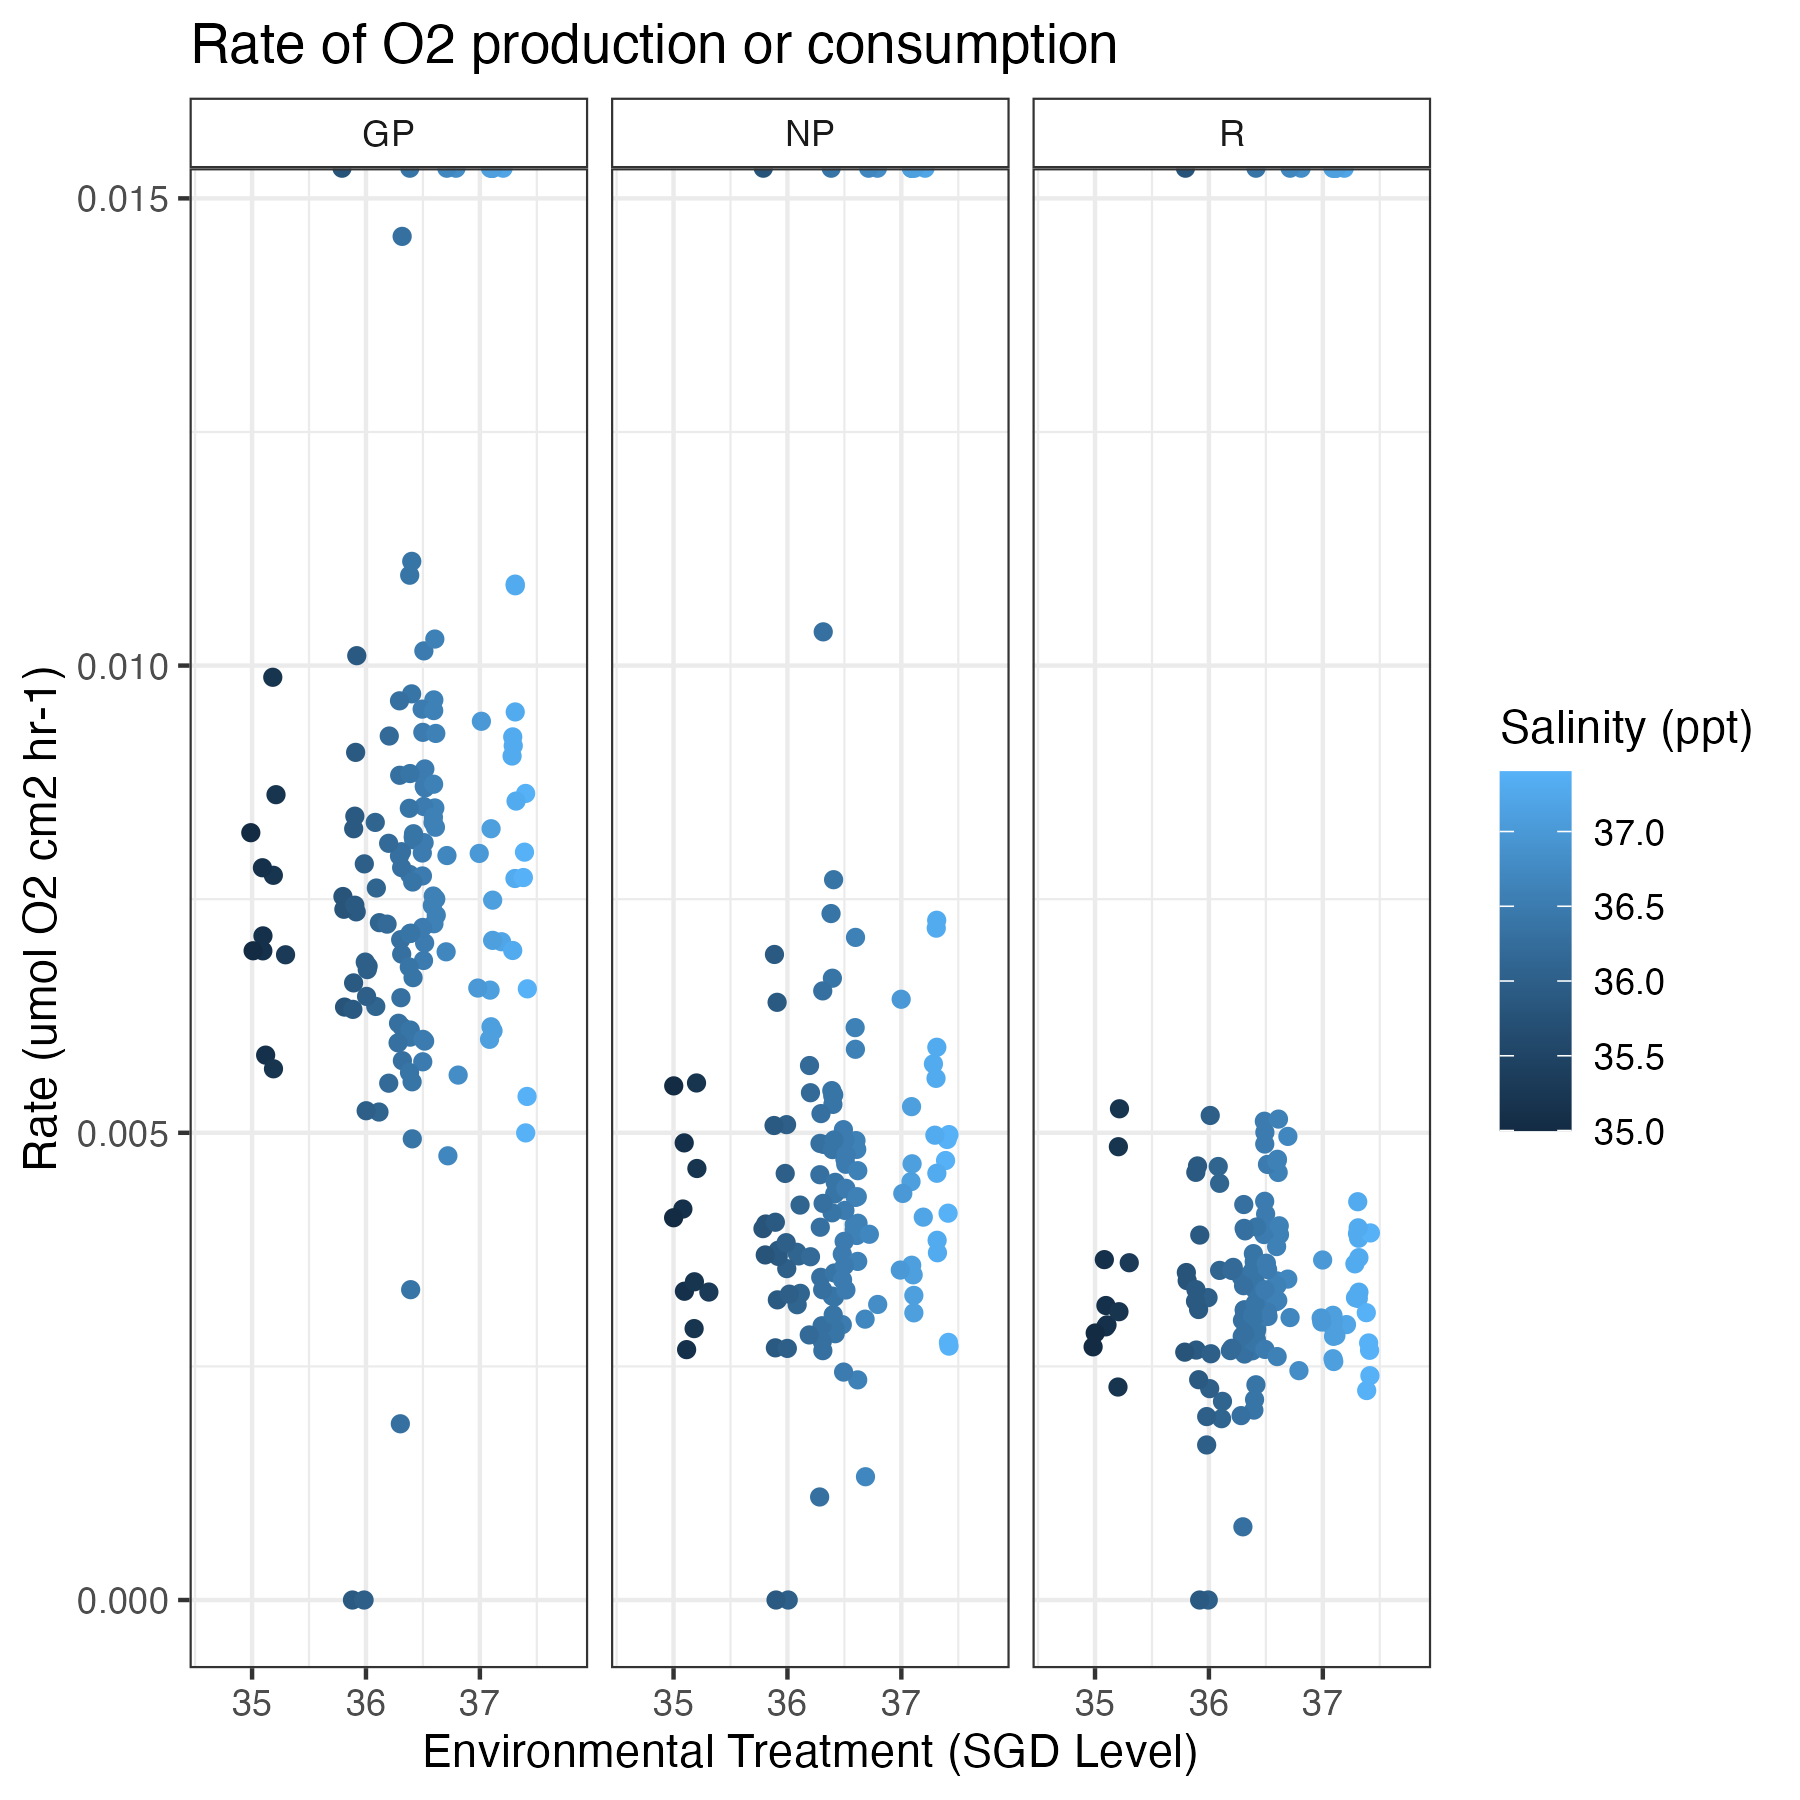 Rate of O2 production or consumption
GP
NP
R
0.015
0.010
0.005
0.000
Rate (umol O2 cm2 hr-1)
35
36
37
35
36
37
35
36
37
Environmental Treatment (SGD Level)
Salinity (ppt)
37.0
36.5
36.0
35.5
35.0